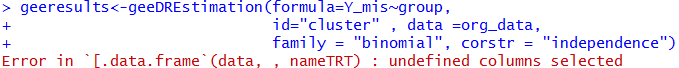 > geeresults<-geeDREstimation(formula=Y_mis~group,
+                             id="cluster" , data =org_data,
+                             family = "binomial", corstr = "independence")
Error in `[.data.frame`(data, , nameTRT) : undefined columns selected